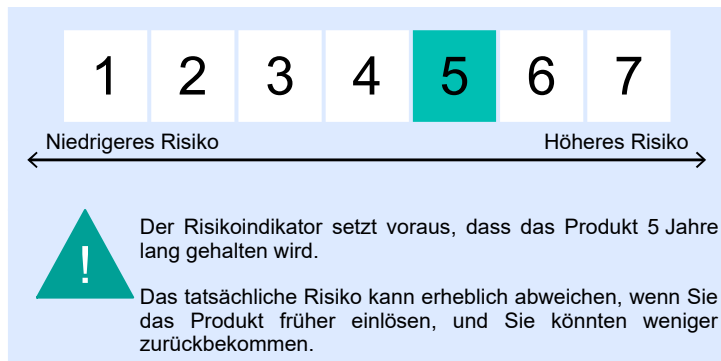 1 2 3 4 5 6 7
Niedrigeres Risiko Höheres Risiko
!
Der Risikoindikator setzt voraus, dass das Produkt 5 Jahre
lang gehalten wird.
Das tatsächliche Risiko kann erheblich abweichen, wenn Sie
das Produkt früher einlösen, und Sie könnten weniger
zurückbekommen.